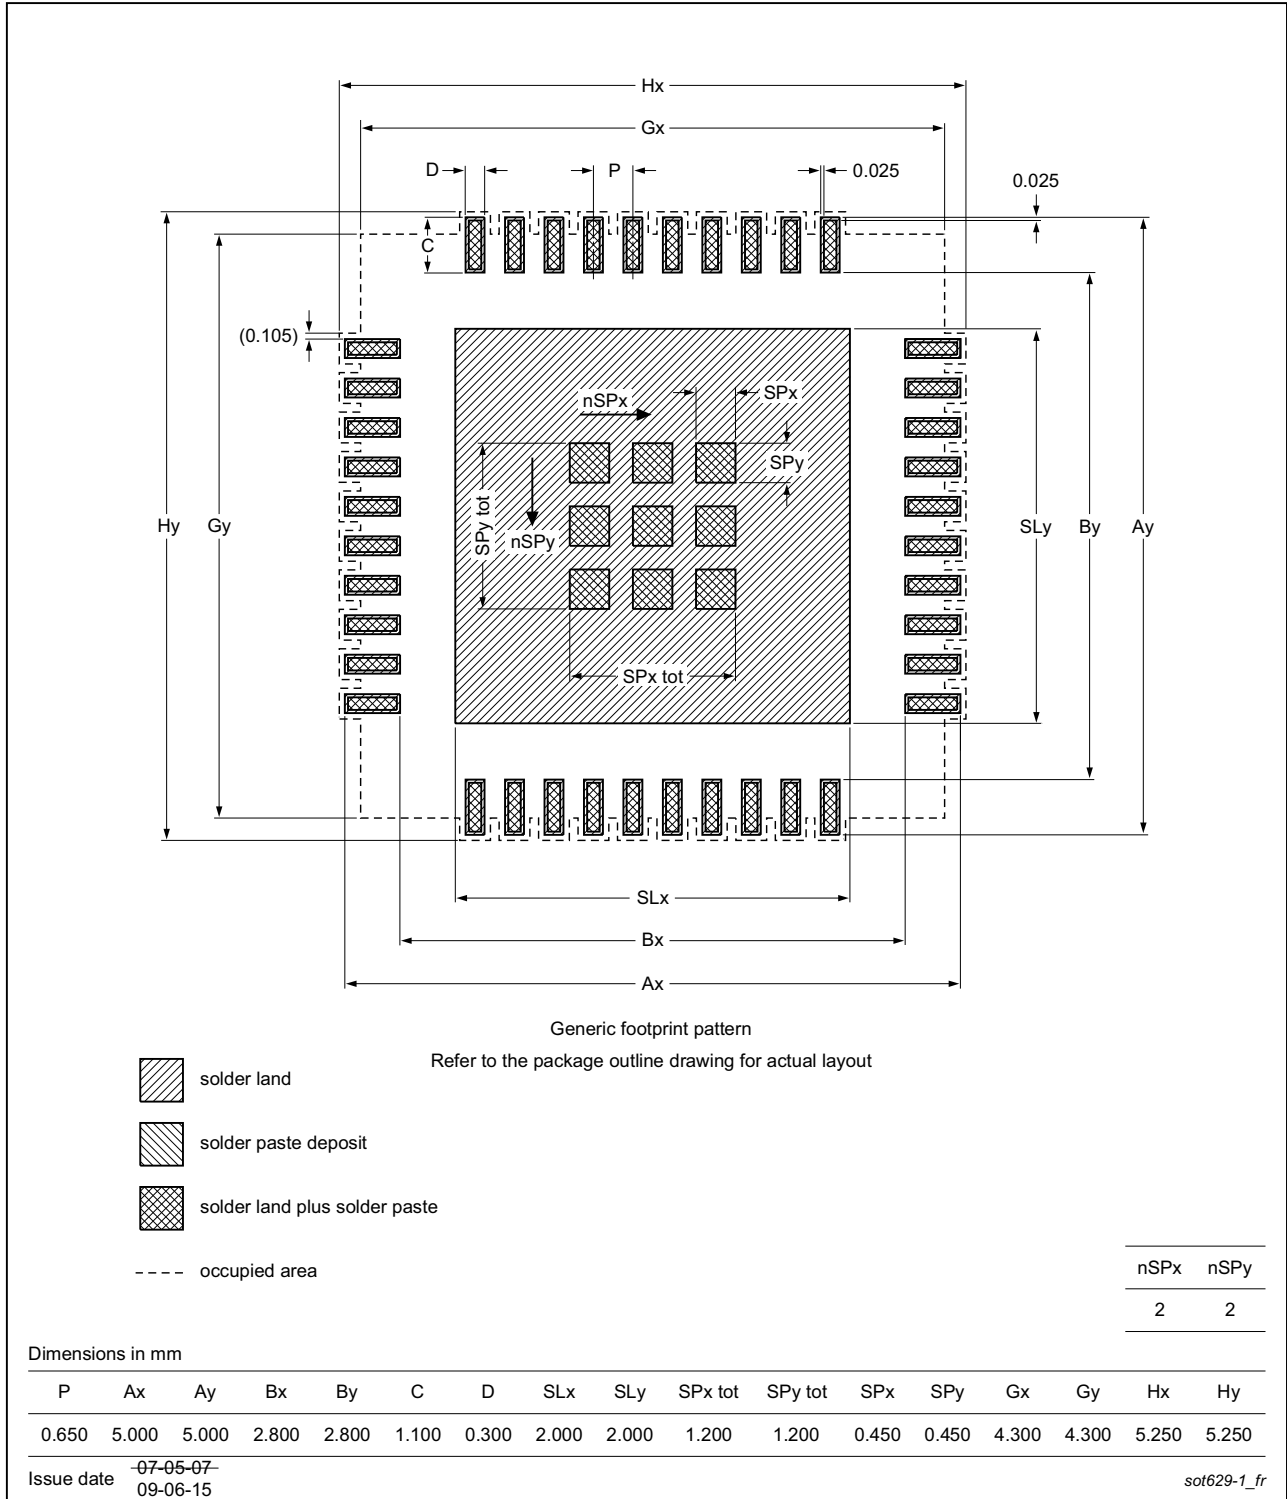 Hx
Gx
D
P
0.025
0.025
C
(0.105)
nSPx
SPx
SPy
SPy tot
nSPy
Hy
Gy
SLy
By
Ay
SPx tot
SLx
Bx
Ax
Generic footprint pattern
Refer to the package outline drawing for actual layout
solder land
solder paste deposit
solder land plus solder paste
occupied area
nSPx nSPy
2 2
Dimensions in mm
P Ax Ay Bx By C D SLx SLy SPx tot SPy tot SPx SPy Gx Gy Hx Hy
0.650 5.000 5.000 2.800 2.800 1.100 0.300 2.000 2.000 1.200 1.200 0.450 0.450 4.300 4.300 5.250 5.250
Issue date 07-05-07
09-06-15
sot629-1_fr